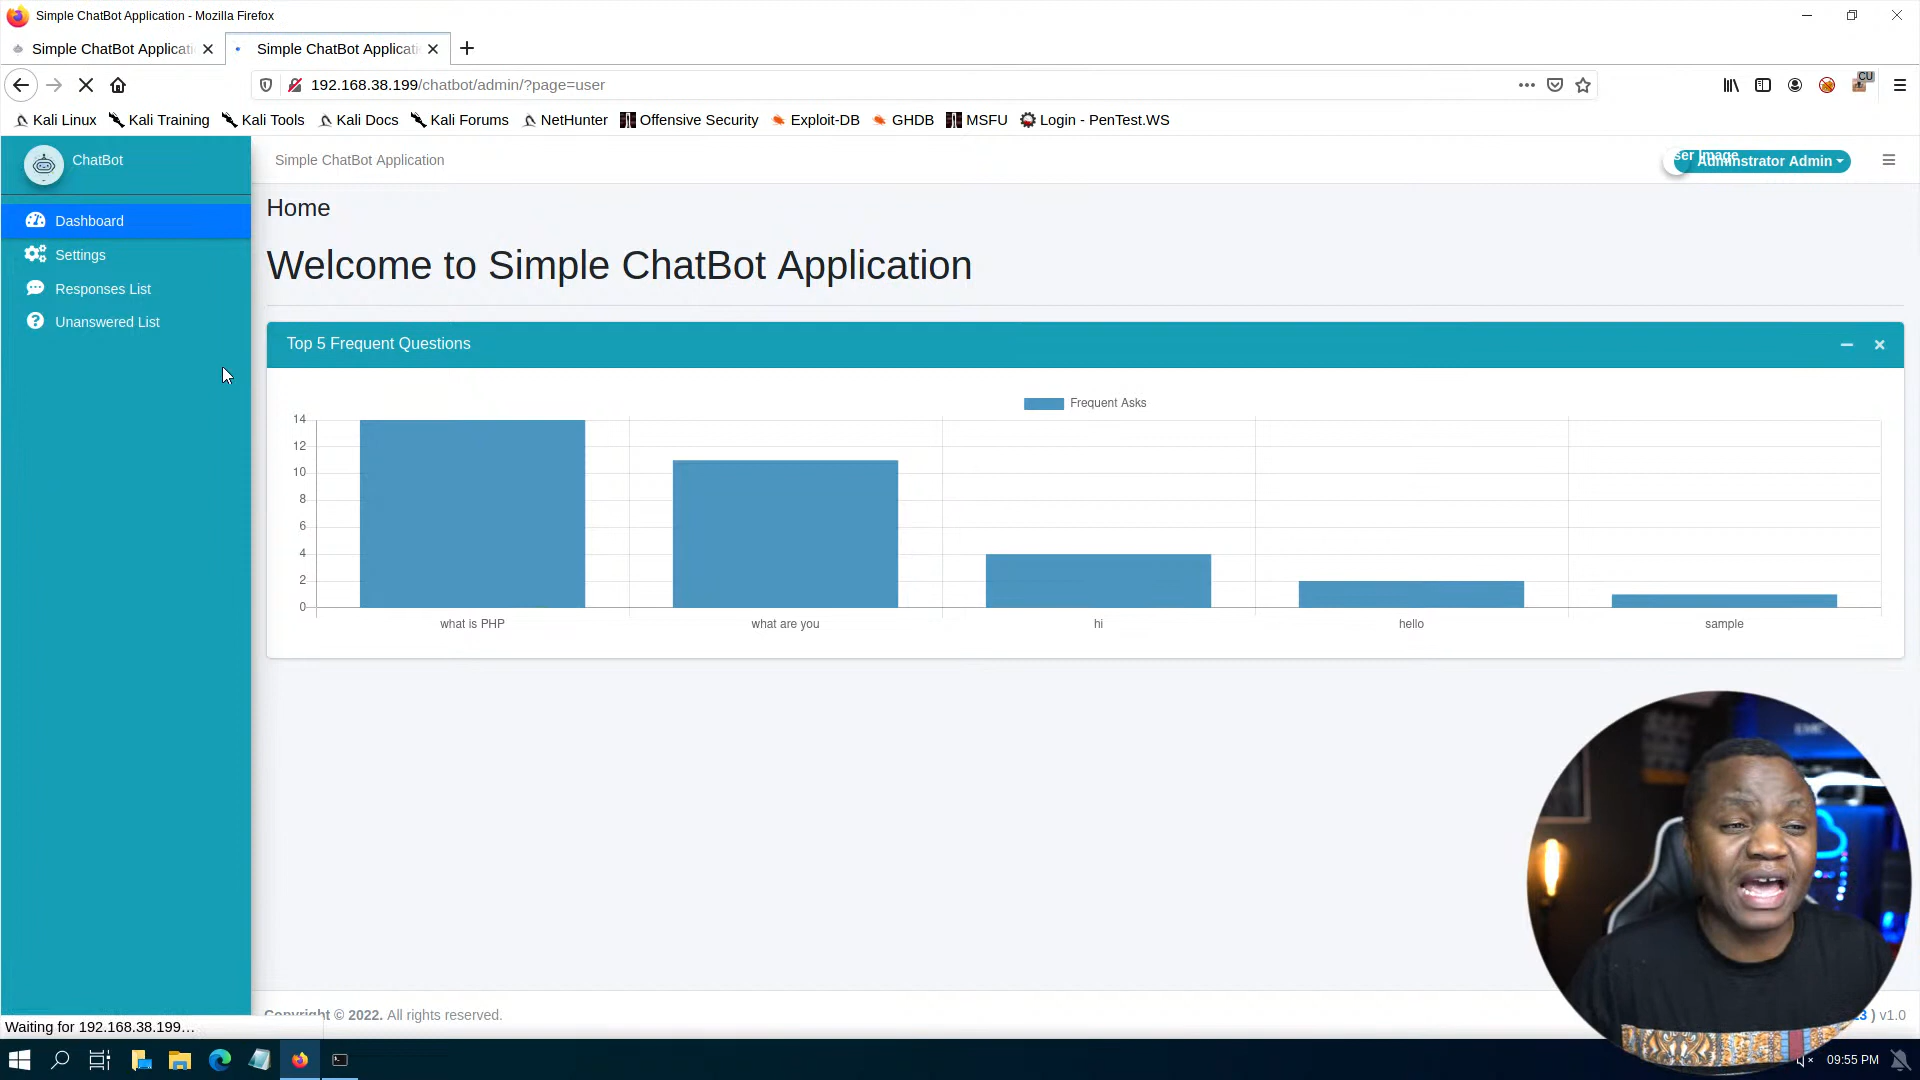 Simple ChatBot Application - Mozilla Firefox
Simple ChatBot Applicati
Simple ChatBot Applicati
192.168.38.199/chatbot/admin/?page=user
CU
Kali Linux
Kali Training
Kali Tools
Kali Docs
Kali Forums
NetHunter
Offensive Security
Exploit-DB
GHDB
MSFU
Login - PenTest.WS
ChatBot
Simple ChatBot Application
ser Image
Adminstrator Admin
Dashboard
Settings
Responses List
Unanswered List
Home
Welcome to Simple ChatBot Application
Top 5 Frequent Questions
Frequent Asks
14
12
10
8
6
4
2
0
what is PHP
what are you
hi
hello
sample
Copyright © 2022. All rights reserved.
) v1.0
Waiting for 192.168.38.199…
09:55 PM